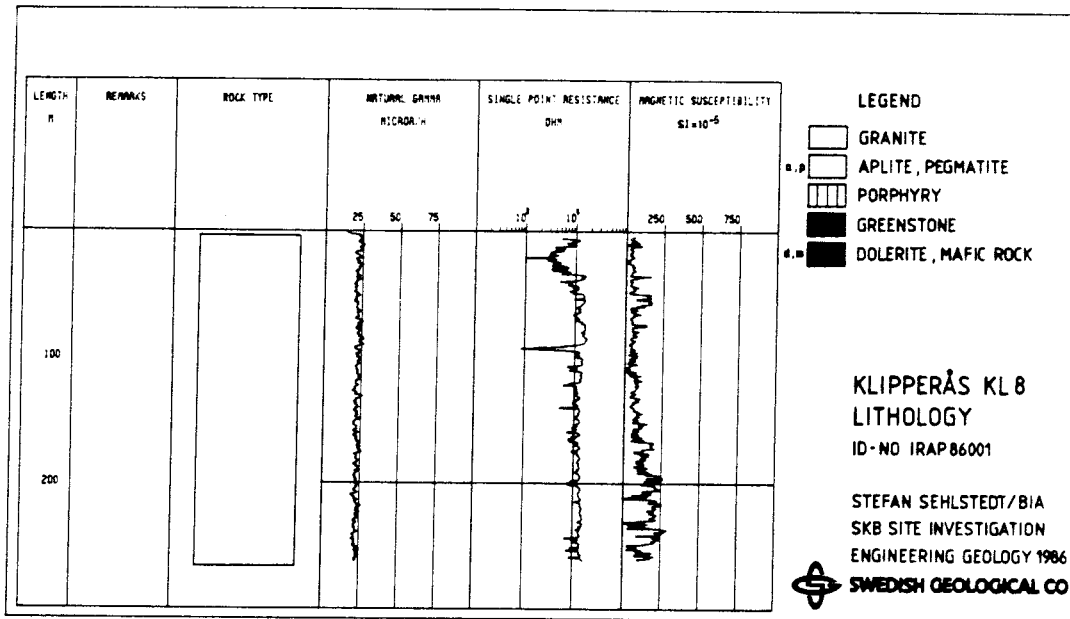 LENGTH
M
REMARKS
ROCK TYPE
NATURAL GAMMA
MICROR/H
SINGLE POINT RESISTANCE
OHM
MAGNETIC SUSCEPTIBILITY
SI×10⁻⁵
25 50 75
250 500 750
100
200
LEGEND
GRANITE
a,p APLITE, PEGMATITE
PORPHYRY
GREENSTONE
d,m DOLERITE, MAFIC ROCK
KLIPPERÅS KL8
LITHOLOGY
ID-NO IRAP86001
STEFAN SEHLSTEDT/BIA
SKB SITE INVESTIGATION
ENGINEERING GEOLOGY 1986
SWEDISH GEOLOGICAL CO